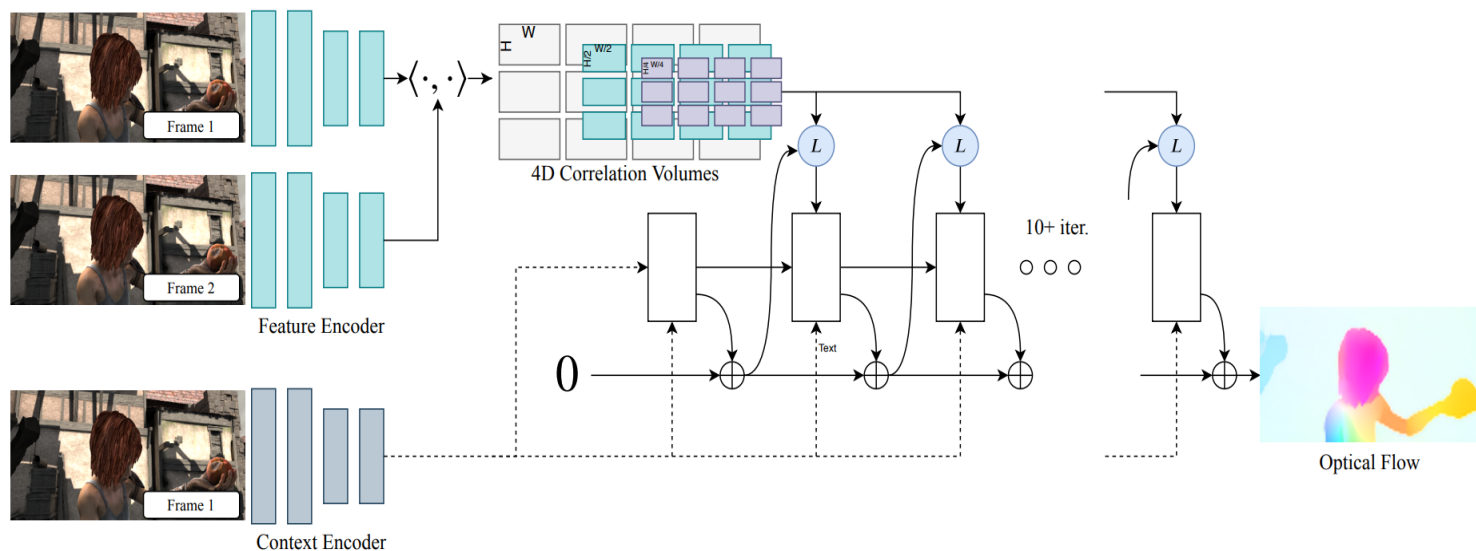 Frame 1
Frame 2
Feature Encoder
Frame 1
Context Encoder
⟨·,·⟩
H
W
H/2
W/2
H/4
W/4
4D Correlation Volumes
L
L
L
10+ iter.
Text
0
Optical Flow